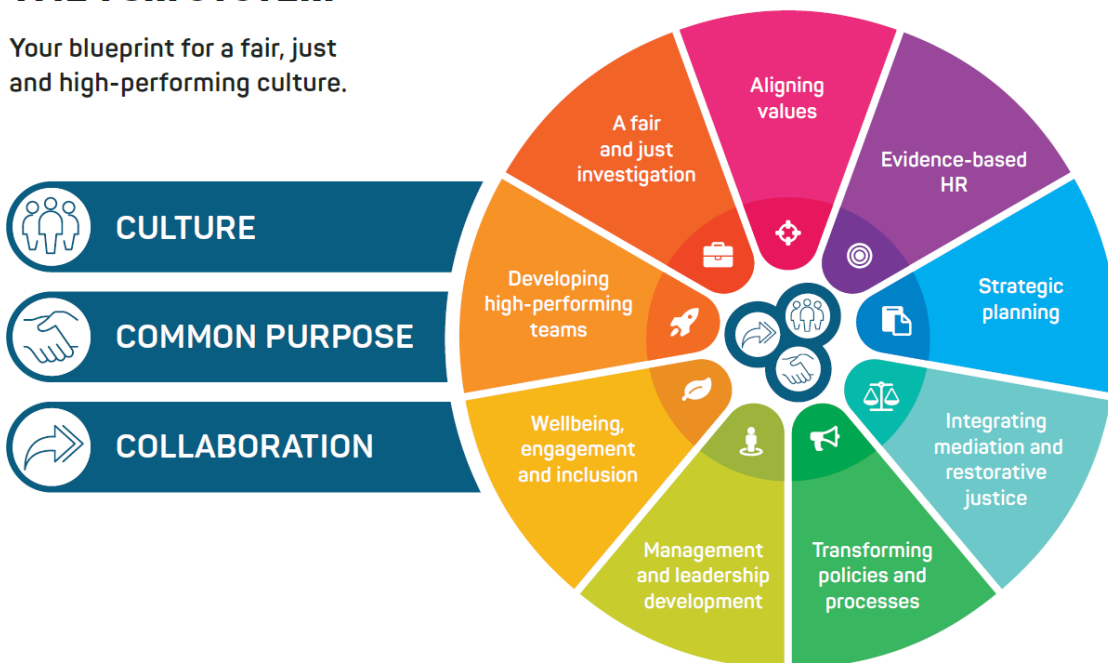 Your blueprint for a fair, just
and high-performing culture.
CULTURE
COMMON PURPOSE
COLLABORATION
Aligning
values
Evidence-based
HR
Strategic
planning
Integrating
mediation and
restorative
justice
Transforming
policies and
processes
Management
and leadership
development
Wellbeing,
engagement
and inclusion
Developing
high-performing
teams
A fair
and just
investigation